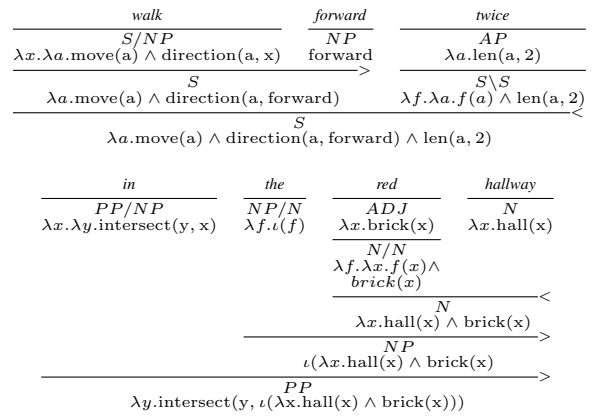 walk forward twice
S/NP NP AP
λx.λa.move(a) ∧ direction(a, x) forward λa.len(a, 2)
> 
S S\S
λa.move(a) ∧ direction(a, forward) λf.λa.f(a) ∧ len(a, 2)
<
S
λa.move(a) ∧ direction(a, forward) ∧ len(a, 2)
in the red hallway
PP/NP NP/N ADJ N
λx.λy.intersect(y, x) λf.ι(f) λx.brick(x) λx.hall(x)
N/N
λf.λx.f(x)∧
brick(x)
<
N
λx.hall(x) ∧ brick(x)
>
NP
ι(λx.hall(x) ∧ brick(x)
>
PP
λy.intersect(y, ι(λx.hall(x) ∧ brick(x)))